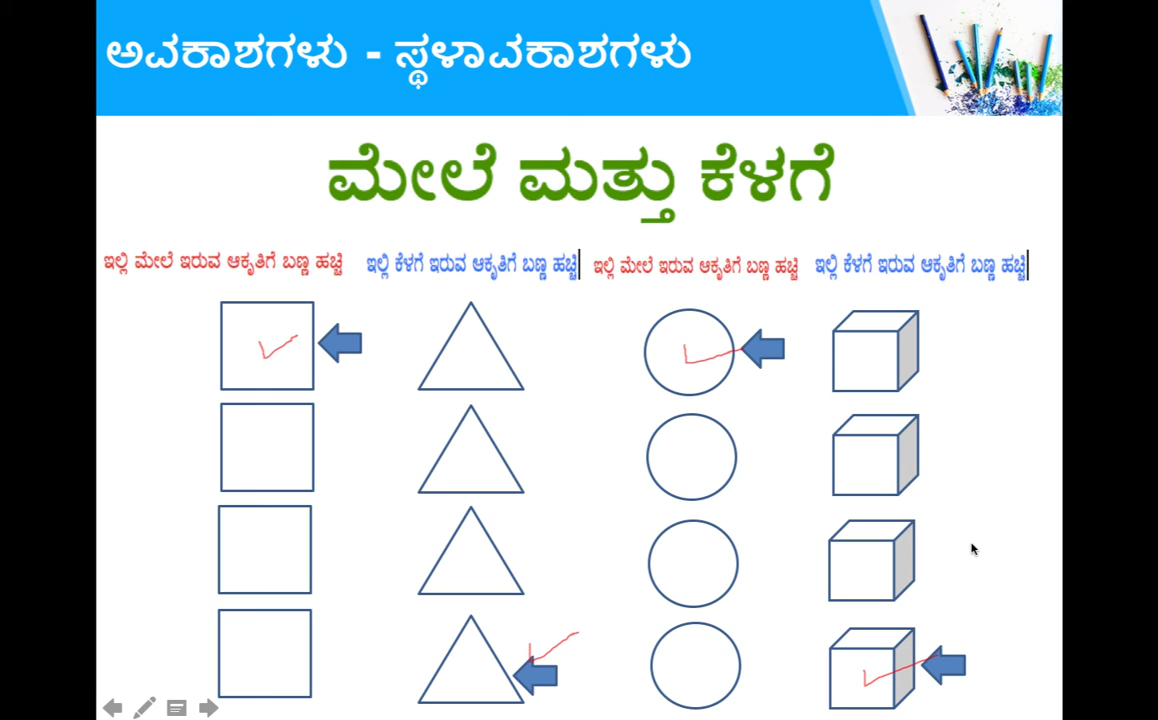 ಅವಕಾಶಗಳು - ಸ್ಥಳಾವಕಾಶಗಳು
ಮೇಲೆ ಮತ್ತು ಕೆಳಗೆ
ಇಲ್ಲಿ ಮೇಲೆ ಇರುವ ಆಕೃತಿಗೆ ಬಣ್ಣ ಹಚ್ಚಿ
ಇಲ್ಲಿ ಕೆಳಗೆ ಇರುವ ಆಕೃತಿಗೆ ಬಣ್ಣ ಹಚ್ಚಿ
ಇಲ್ಲಿ ಮೇಲೆ ಇರುವ ಆಕೃತಿಗೆ ಬಣ್ಣ ಹಚ್ಚಿ
ಇಲ್ಲಿ ಕೆಳಗೆ ಇರುವ ಆಕೃತಿಗೆ ಬಣ್ಣ ಹಚ್ಚಿ